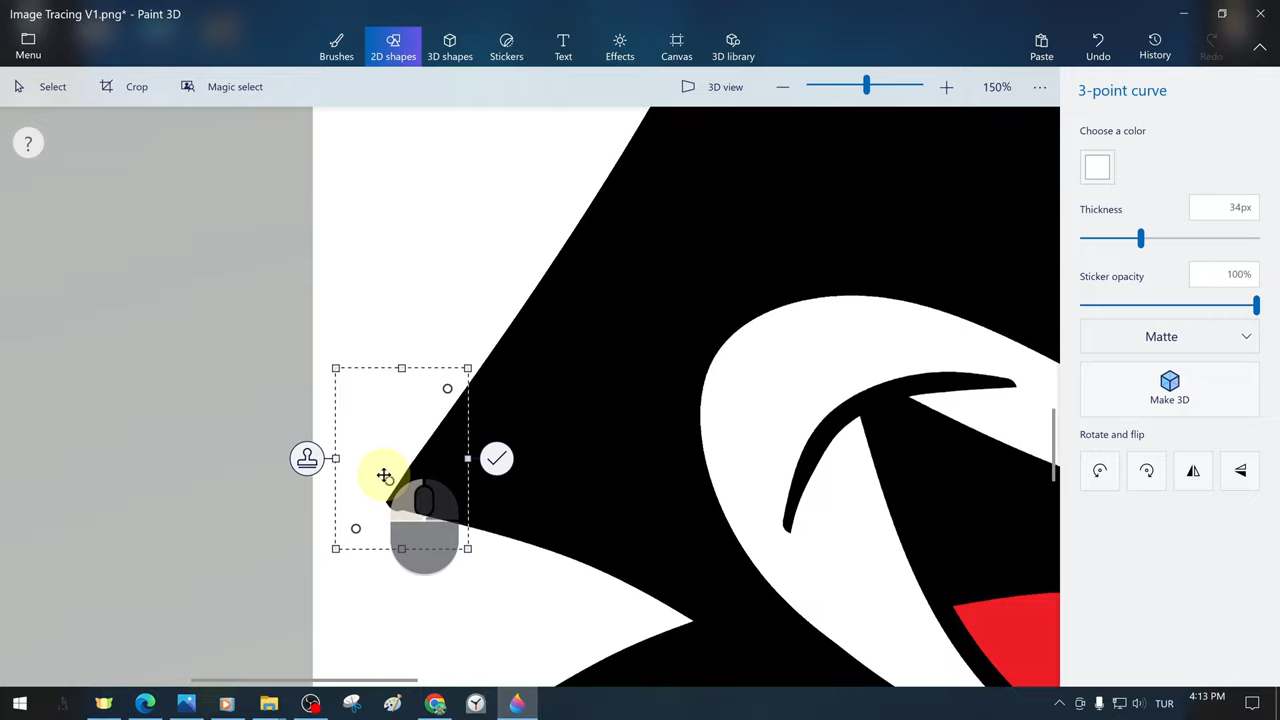 Image Tracing V1.png* - Paint 3D
Menu
Brushes
2D shapes
3D shapes
Stickers
Text
Effects
Canvas
3D library
Paste
Undo
History
Redo
Select
Crop
Magic select
3D view
150%
3-point curve
?
Choose a color
Thickness
34px
Sticker opacity
100%
Matte
Make 3D
Rotate and flip
TUR
4:13 PM